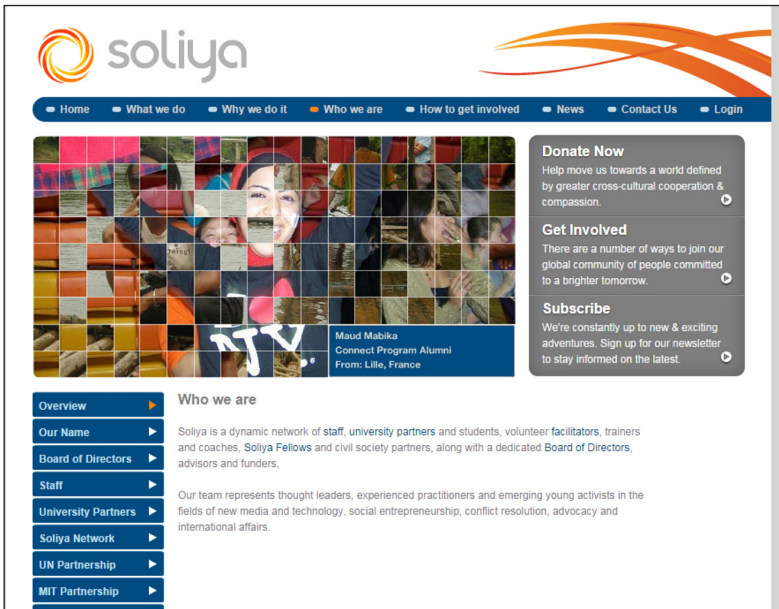 soliya
Home What we do Why we do it Who we are How to get involved News Contact Us Login
Maud Mabika
Connect Program Alumni
From: Lille, France
Donate Now
Help move us towards a world defined
by greater cross-cultural cooperation &
compassion.
Get Involved
There are a number of ways to join our
global community of people committed
to a brighter tomorrow.
Subscribe
We're constantly up to new & exciting
adventures. Sign up for our newsletter
to stay informed on the latest.
Overview
Our Name
Board of Directors
Staff
University Partners
Soliya Network
UN Partnership
MIT Partnership
Who we are
Soliya is a dynamic network of staff, university partners and students, volunteer facilitators, trainers
and coaches, Soliya Fellows and civil society partners, along with a dedicated Board of Directors,
advisors and funders.
Our team represents thought leaders, experienced practitioners and emerging young activists in the
fields of new media and technology, social entrepreneurship, conflict resolution, advocacy and
international affairs.